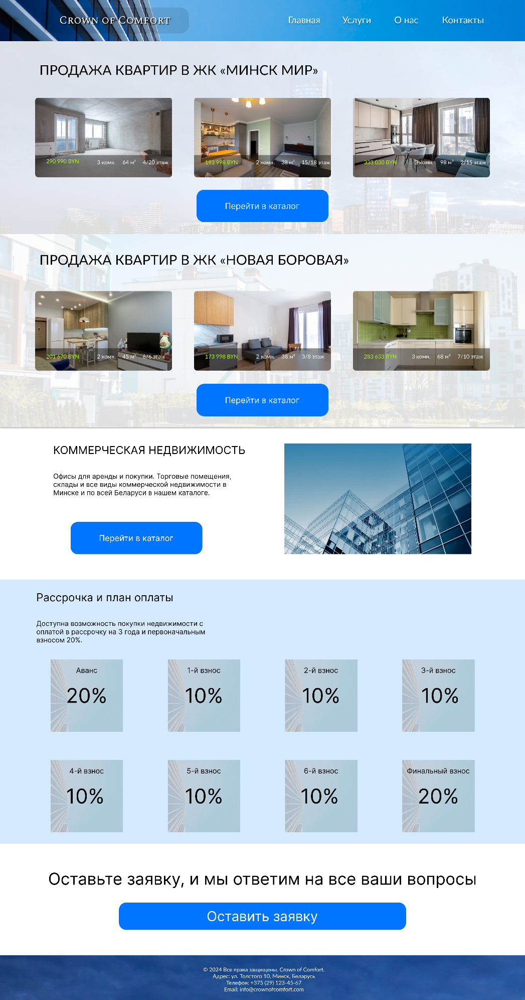 Crown of Comfort
Главная Услуги О нас Контакты
ПРОДАЖА КВАРТИР В ЖК «МИНСК МИР»
290 990 BYN 3 комн. 64 м² 4/20 этаж
193 998 BYN 2 комн. 38 м² 15/18 этаж
333 030 BYN 3 комн. 98 м² 2/15 этаж
Перейти в каталог
ПРОДАЖА КВАРТИР В ЖК «НОВАЯ БОРОВАЯ»
etagi
201 670 BYN 2 комн. 45 м² 6/6 этаж
173 998 BYN 2 комн. 38 м² 3/8 этаж
283 633 BYN 3 комн. 68 м² 7/10 этаж
Перейти в каталог
КОММЕРЧЕСКАЯ НЕДВИЖИМОСТЬ
Офисы для аренды и покупки. Торговые помещения,
склады и все виды коммерческой недвижимости в
Минске и по всей Беларуси в нашем каталоге.
Перейти в каталог
Рассрочка и план оплаты
Доступна возможность покупки недвижимости с
оплатой в рассрочку на 3 года и первоначальным
взносом 20%.
Аванс
20%
1-й взнос
10%
2-й взнос
10%
3-й взнос
10%
4-й взнос
10%
5-й взнос
10%
6-й взнос
10%
Финальный взнос
20%
Оставьте заявку, и мы ответим на все ваши вопросы
Оставить заявку
© 2024 Все права защищены. Crown of Comfort.
Адрес: ул. Толстого 10, Минск, Беларусь
Телефон: +375 (29) 123-45-67
Email: info@crownofcomfort.com